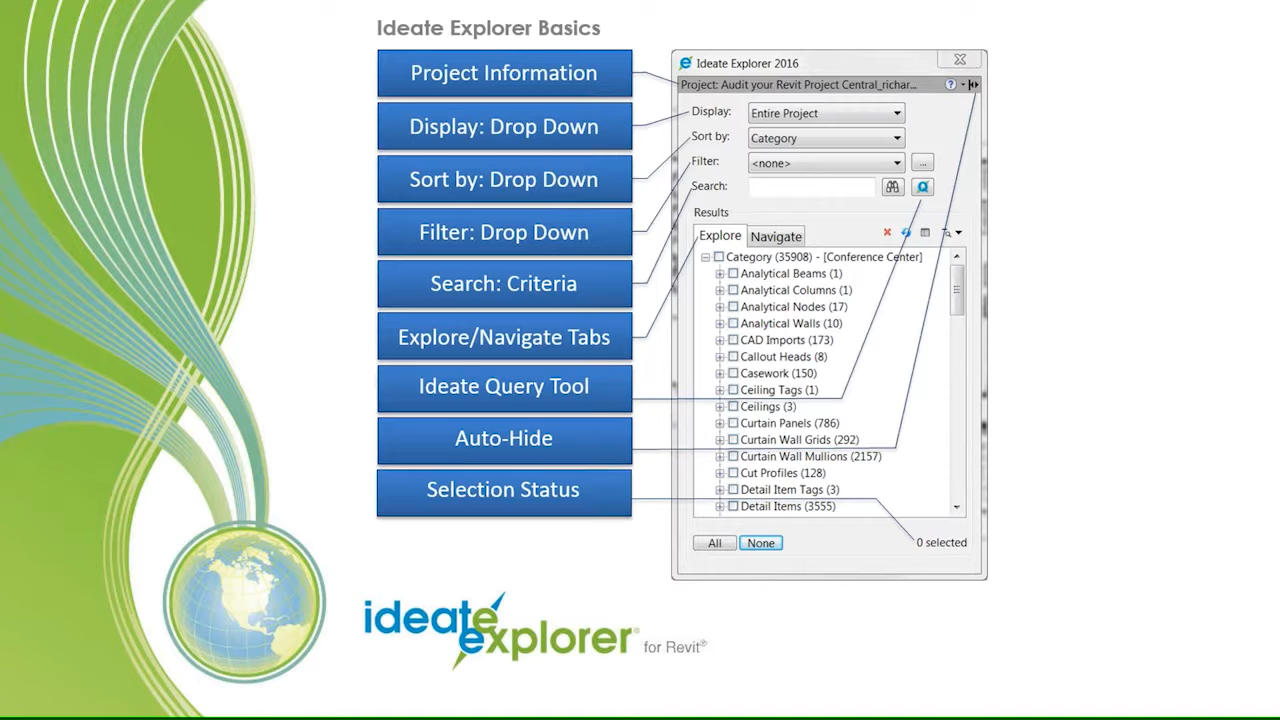 Ideate Explorer Basics
Project Information
Display: Drop Down
Sort by: Drop Down
Filter: Drop Down
Search: Criteria
Explore/Navigate Tabs
Ideate Query Tool
Auto-Hide
Selection Status
Ideate Explorer 2016
Project: Audit your Revit Project Central_richar...
Display: Entire Project
Sort by: Category
Filter: <none> ...
Search:
Results
Explore Navigate
Category (35908) - [Conference Center]
Analytical Beams (1)
Analytical Columns (1)
Analytical Nodes (17)
Analytical Walls (10)
CAD Imports (173)
Callout Heads (8)
Casework (150)
Ceiling Tags (1)
Ceilings (3)
Curtain Panels (786)
Curtain Wall Grids (292)
Curtain Wall Mullions (2157)
Cut Profiles (128)
Detail Item Tags (3)
Detail Items (3555)
All None 0 selected
ideate
explorer® for Revit®